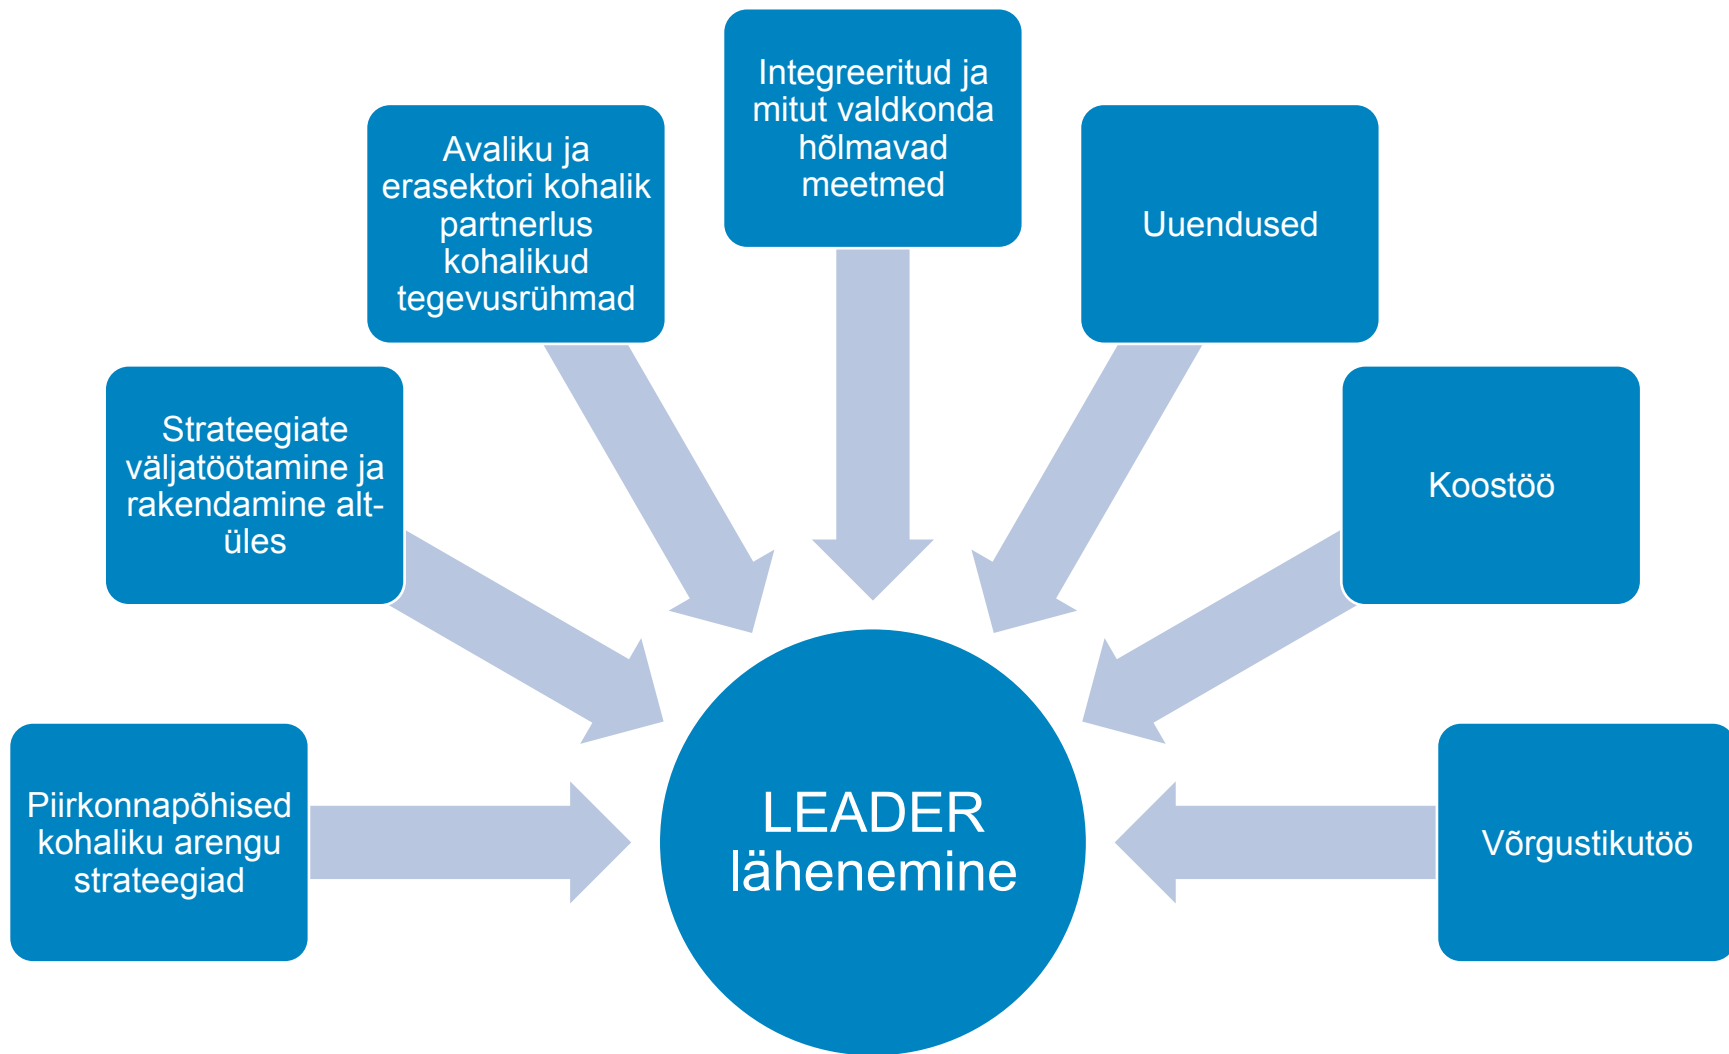 Integreeritud ja
mitut valdkonda
hõlmavad
meetmed
Avaliku ja
erasektori kohalik
partnerlus
kohalikud
tegevusrühmad
Uuendused
Strateegiate
väljatöötamine ja
rakendamine alt-
üles
Koostöö
Piirkonnapõhised
kohaliku arengu
strateegiad
LEADER
lähenemine
Võrgustikutöö